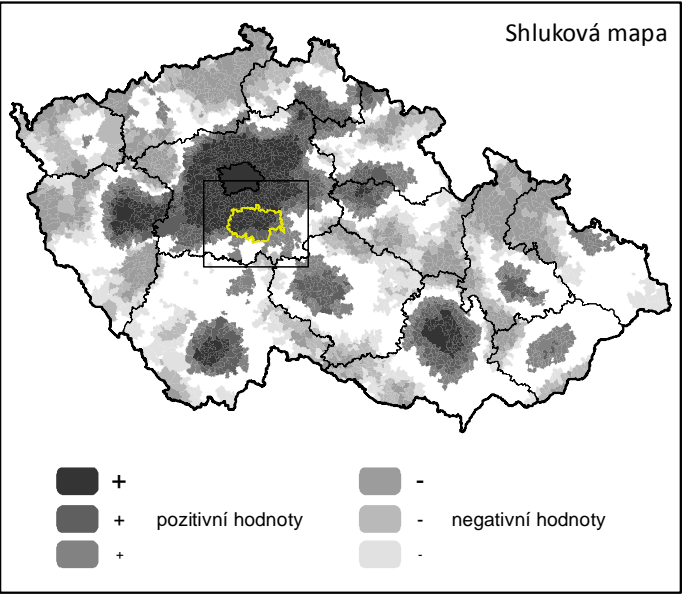 Shluková mapa
+ -
+ pozitivní hodnoty - negativní hodnoty
+ -